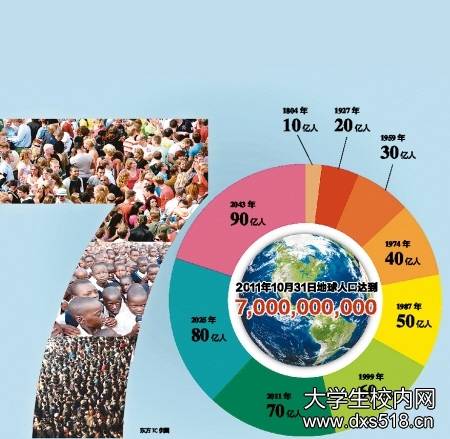 1804 年
10亿人
1927 年
20亿人
1959 年
30亿人
1974 年
40亿人
1987 年
50亿人
1999 年
2011 年
70亿人
2025 年
80亿人
2043 年
90亿人
2011年10月31日地球人口达到
7,000,000,000
东方IC供图
大学生校内网
www.dxs518.cn